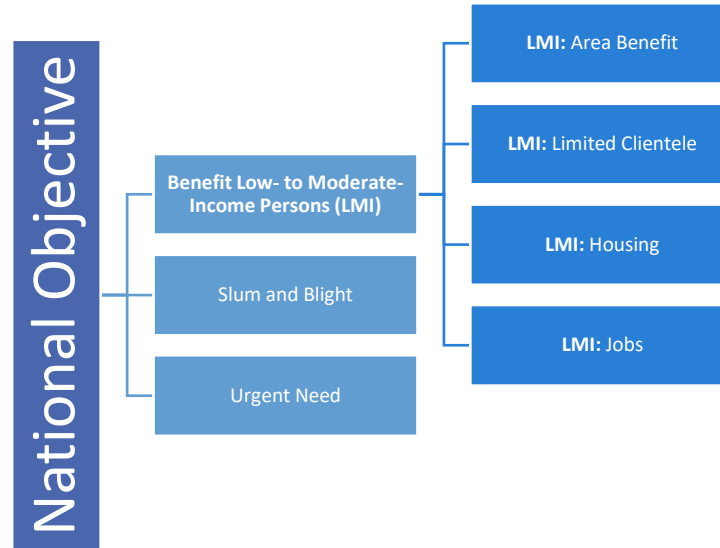 National Objective
Benefit Low- to Moderate-
Income Persons (LMI)
Slum and Blight
Urgent Need
LMI: Area Benefit
LMI: Limited Clientele
LMI: Housing
LMI: Jobs